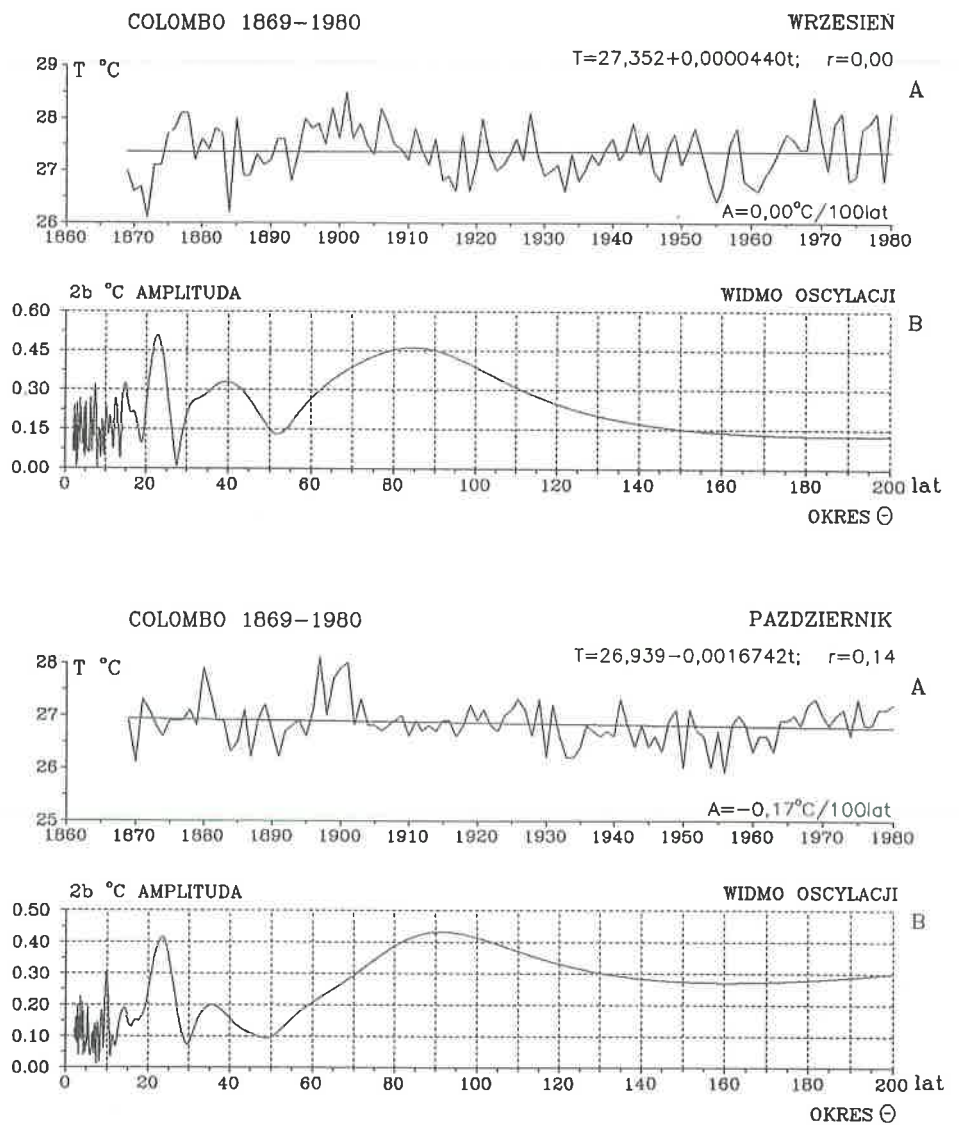 COLOMBO 1869–1980 WRZESIEŃ
T=27,352+0,0000440t; r=0,00
T °C
A
29
28
27
26
A=0,00°C/100lat
1860 1870 1880 1890 1900 1910 1920 1930 1940 1950 1960 1970 1980
2b °C AMPLITUDA WIDMO OSCYLACJI
B
0.60
0.45
0.30
0.15
0.00
0 20 40 60 80 100 120 140 160 180 200 lat
OKRES Θ
COLOMBO 1869–1980 PAZDZIERNIK
T=26,939–0,0016742t; r=0,14
T °C
A
28
27
26
25
A=–0,17°C/100lat
1860 1870 1880 1890 1900 1910 1920 1930 1940 1950 1960 1970 1980
2b °C AMPLITUDA WIDMO OSCYLACJI
B
0.50
0.40
0.30
0.20
0.10
0.00
0 20 40 60 80 100 120 140 160 180 200 lat
OKRES Θ